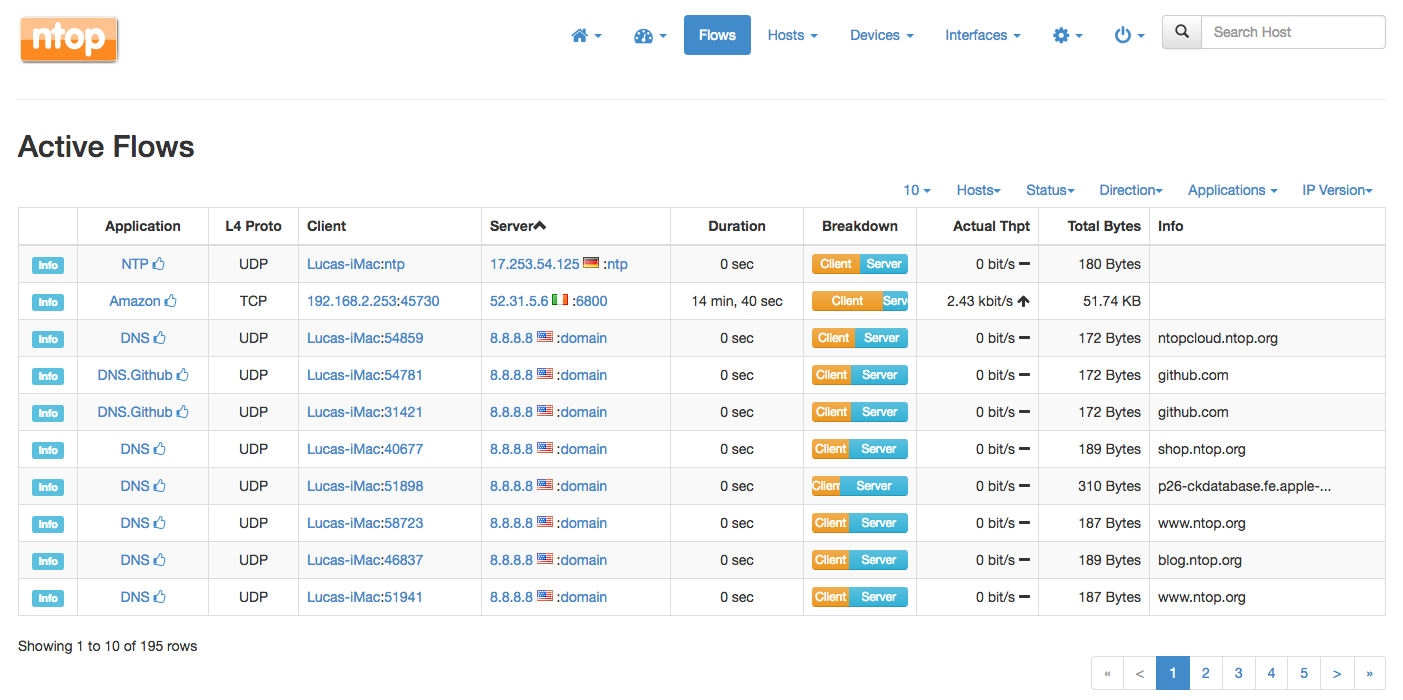 ntop
Flows Hosts Devices Interfaces Search Host
Active Flows
10 Hosts Status Direction Applications IP Version
Application L4 Proto Client Server Duration Breakdown Actual Thpt Total Bytes Info
Info NTP UDP Lucas-iMac:ntp 17.253.54.125 :ntp 0 sec Client Server 0 bit/s 180 Bytes
Info Amazon TCP 192.168.2.253:45730 52.31.5.6 :6800 14 min, 40 sec Client Serv 2.43 kbit/s 51.74 KB
Info DNS UDP Lucas-iMac:54859 8.8.8.8 :domain 0 sec Client Server 0 bit/s 172 Bytes ntopcloud.ntop.org
Info DNS.Github UDP Lucas-iMac:54781 8.8.8.8 :domain 0 sec Client Server 0 bit/s 172 Bytes github.com
Info DNS.Github UDP Lucas-iMac:31421 8.8.8.8 :domain 0 sec Client Server 0 bit/s 172 Bytes github.com
Info DNS UDP Lucas-iMac:40677 8.8.8.8 :domain 0 sec Client Server 0 bit/s 189 Bytes shop.ntop.org
Info DNS UDP Lucas-iMac:51898 8.8.8.8 :domain 0 sec Clien Server 0 bit/s 310 Bytes p26-ckdatabase.fe.apple-...
Info DNS UDP Lucas-iMac:58723 8.8.8.8 :domain 0 sec Client Server 0 bit/s 187 Bytes www.ntop.org
Info DNS UDP Lucas-iMac:46837 8.8.8.8 :domain 0 sec Client Server 0 bit/s 189 Bytes blog.ntop.org
Info DNS UDP Lucas-iMac:51941 8.8.8.8 :domain 0 sec Client Server 0 bit/s 187 Bytes www.ntop.org
Showing 1 to 10 of 195 rows
« < 1 2 3 4 5 > »